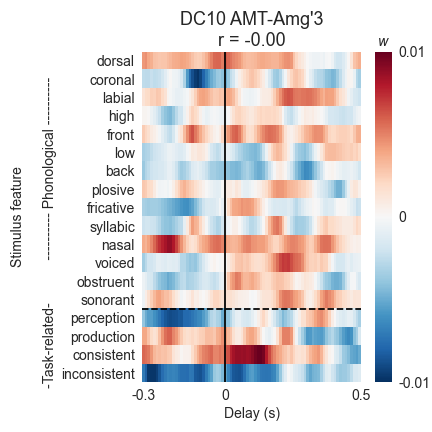 DC10 AMT-Amg'3
r = -0.00
w
dorsal
coronal
labial
high
front
low
back
plosive
fricative
syllabic
nasal
voiced
obstruent
sonorant
perception
production
consistent
inconsistent
Stimulus feature
-Task-related- ---------- Phonological ----------
0.01
0
-0.01
-0.3 0 0.5
Delay (s)